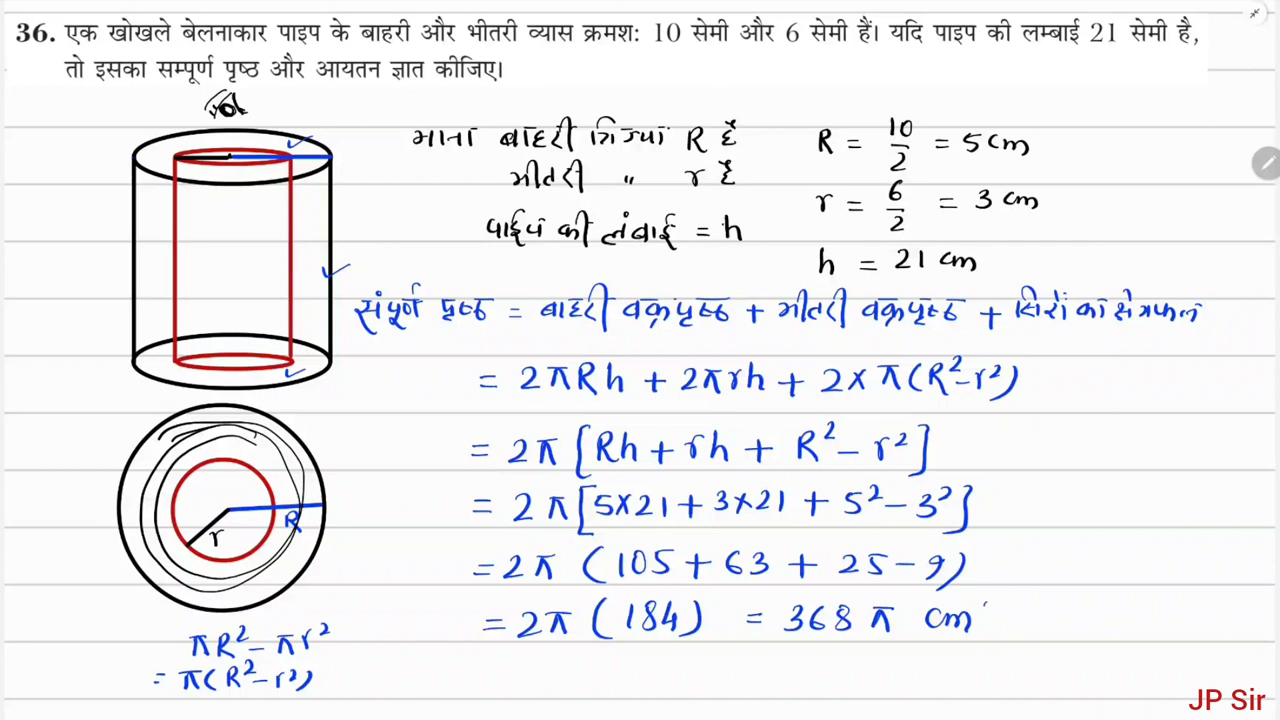 36. एक खोखले बेलनाकार पाइप के बाहरी और भीतरी व्यास क्रमश: 10 सेमी और 6 सेमी हैं। यदि पाइप की लम्बाई 21 सेमी है,
तो इसका सम्पूर्ण पृष्ठ और आयतन ज्ञात कीजिए।
माना बाहरी त्रिज्या R है
R = 10/2 = 5 cm
भीतरी " r है
r = 6/2 = 3 cm
पाईप की लंबाई = h
h = 21 cm
संपूर्ण पृष्ठ = बाहरी वक्रपृष्ठ + भीतरी वक्रपृष्ठ + सिरों का क्षेत्रफल
= 2πRh + 2πrh + 2 × π(R²-r²)
= 2π [Rh + rh + R² - r²]
= 2π [5×21 + 3×21 + 5² - 3²]
= 2π (105 + 63 + 25 - 9)
= 2π (184) = 368 π cm
R
r
πR² - πr²
= π(R²-r²)
JP Sir